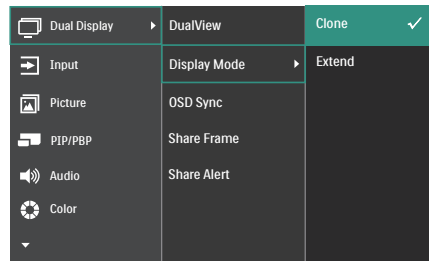 Dual Display
Input
Picture
PIP/PBP
Audio
Color
DualView
Display Mode
OSD Sync
Share Frame
Share Alert
Clone
Extend